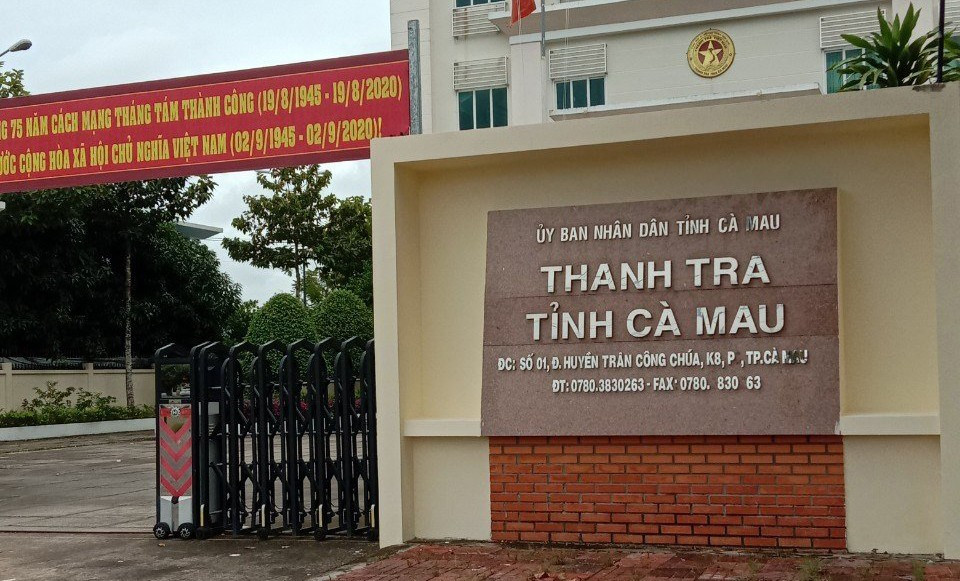 NG 75 NĂM CÁCH MẠNG THÁNG TÁM THÀNH CÔNG (19/8/1945 - 19/8/2020)
ƯỚC CỘNG HÒA XÃ HỘI CHỦ NGHĨA VIỆT NAM (02/9/1945 - 02/9/2020)!
ỦY BAN NHÂN DÂN TỈNH CÀ MAU
THANH TRA
TỈNH CÀ MAU
ĐC: SỐ 01, Đ. HUYỀN TRÂN CÔNG CHÚA, K8, P , TP.CÀ MAU
ĐT: 0780.3830263 - FAX: 0780. 830 63